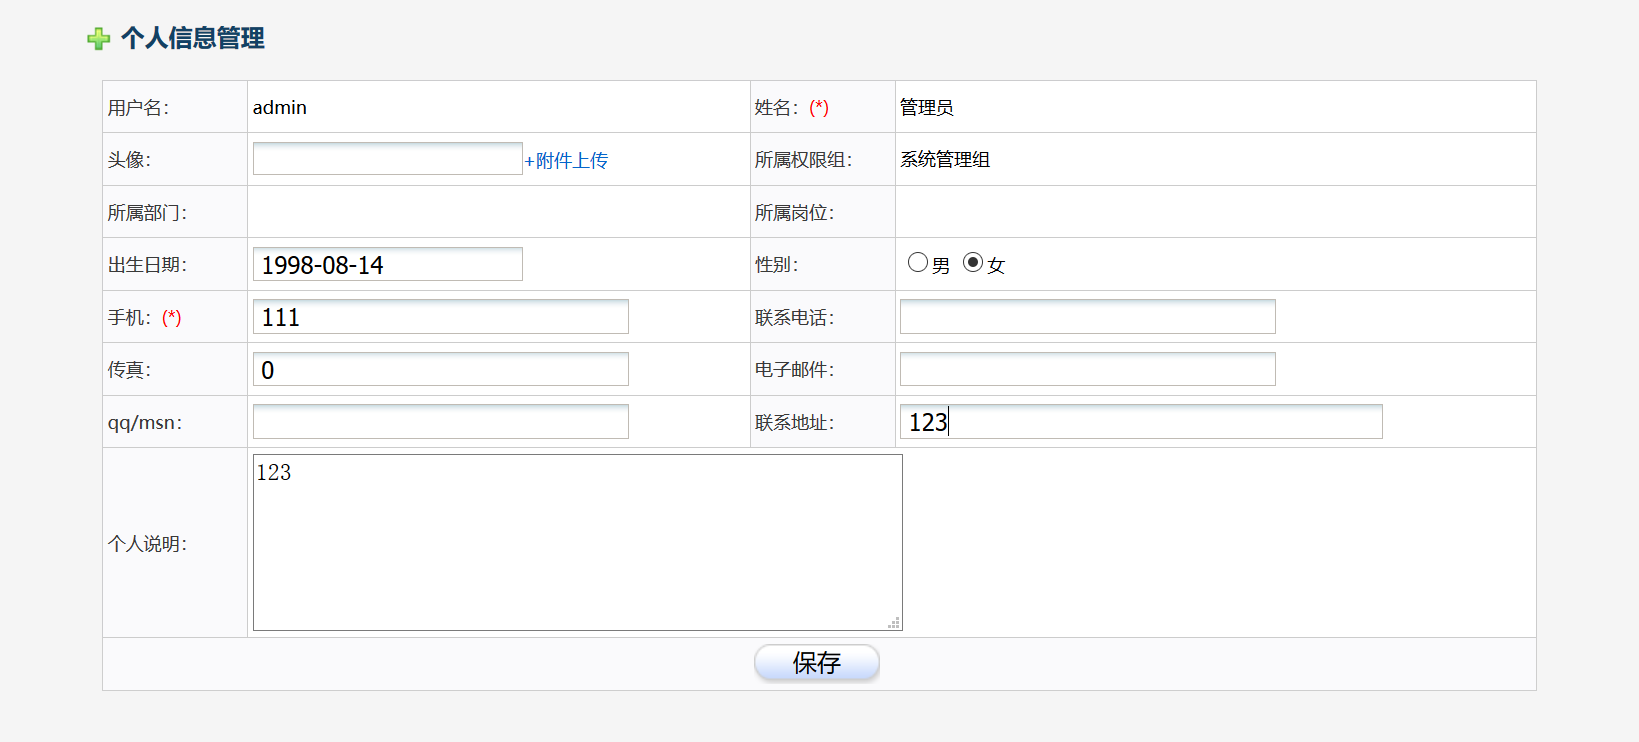 个人信息管理
用户名： admin 姓名：(*) 管理员
头像： +附件上传 所属权限组： 系统管理组
所属部门： 所属岗位：
出生日期： 1998-08-14 性别： 男 女
手机：(*) 111 联系电话：
传真： 0 电子邮件：
qq/msn： 联系地址： 123
个人说明： 123
保存